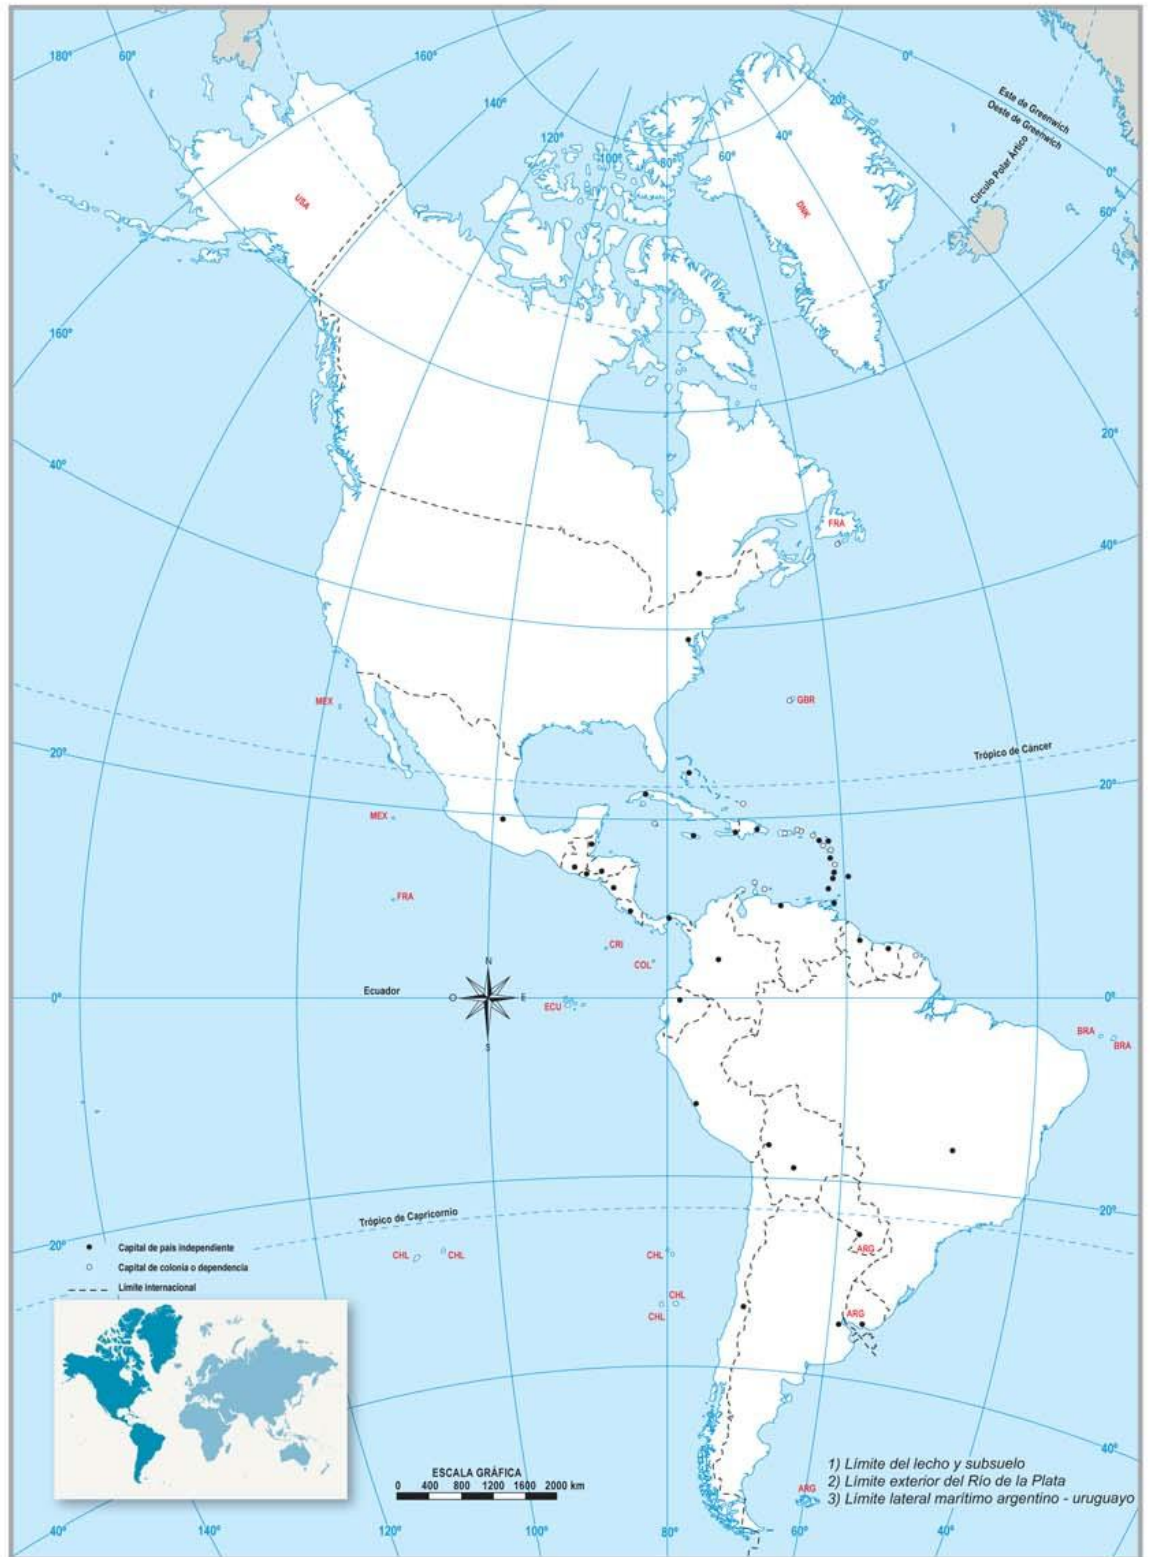 180°
60°
160°
140°
120°
100°
80°
60°
40°
20°
0°
Este de Greenwich
Oeste de Greenwich
Círculo Polar Ártico
0°
60°
USA
DNK
160°
40°
20°
FRA
40°
MEX
GBR
20°
Trópico de Cáncer
20°
MEX
FRA
CRI
COL
N
Ecuador
O
E
S
0°
ECU
0°
BRA
BRA
Trópico de Capricornio
20°
20°
CHL
CHL
CHL
CHL
CHL
ARG
ARG
Capital de país independiente
Capital de colonia o dependencia
Límite Internacional
ESCALA GRÁFICA
0 400 800 1200 1600 2000 km
ARG
40°
1) Límite del lecho y subsuelo
2) Límite exterior del Río de la Plata
3) Límite lateral marítimo argentino - uruguayo
40°
140°
120°
100°
80°
60°
40°
20°